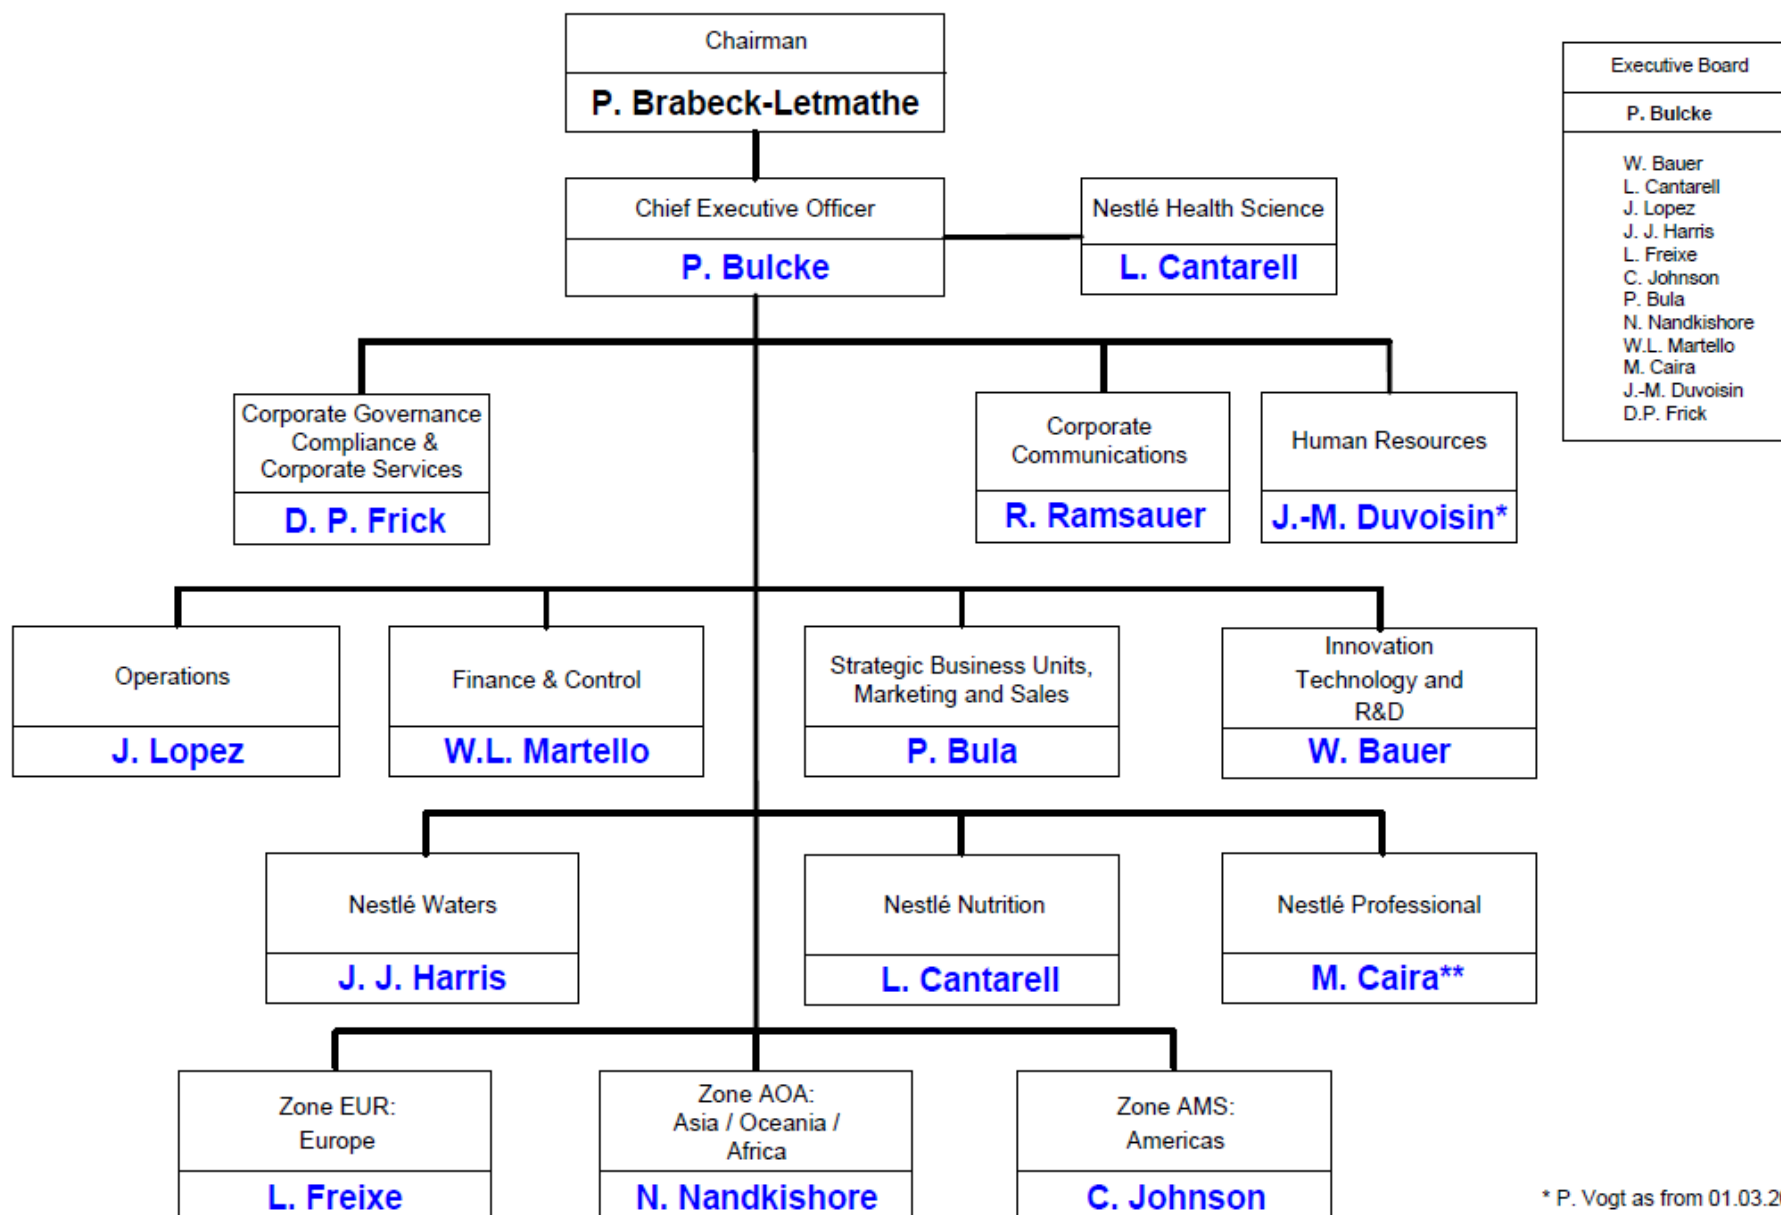 Chairman
P. Brabeck-Letmathe
Executive Board
P. Bulcke
W. Bauer
L. Cantarell
J. Lopez
J. J. Harris
L. Freixe
C. Johnson
P. Bula
N. Nandkishore
W.L. Martello
M. Caira
J.-M. Duvoisin
D.P. Frick
Chief Executive Officer
P. Bulcke
Nestlé Health Science
L. Cantarell
Corporate Governance
Compliance &
Corporate Services
D. P. Frick
Corporate
Communications
R. Ramsauer
Human Resources
J.-M. Duvoisin*
Operations
J. Lopez
Finance & Control
W.L. Martello
Strategic Business Units,
Marketing and Sales
P. Bula
Innovation
Technology and
R&D
W. Bauer
Nestlé Waters
J. J. Harris
Nestlé Nutrition
L. Cantarell
Nestlé Professional
M. Caira**
Zone EUR:
Europe
L. Freixe
Zone AOA:
Asia / Oceania /
Africa
N. Nandkishore
Zone AMS:
Americas
C. Johnson
* P. Vogt as from